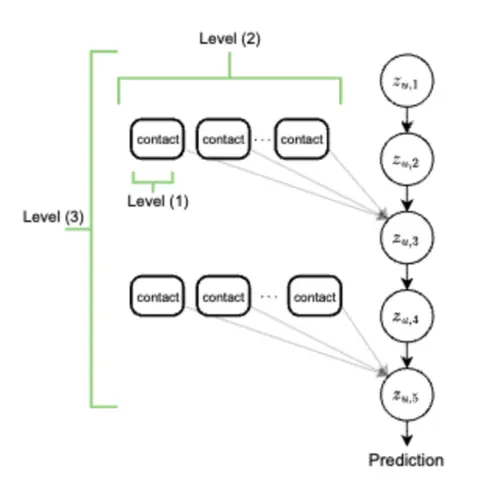 Level (2)
z_{u,1}
contact contact ... contact
z_{u,2}
Level (1)
Level (3)
z_{u,3}
contact contact ... contact
z_{u,4}
z_{u,5}
Prediction